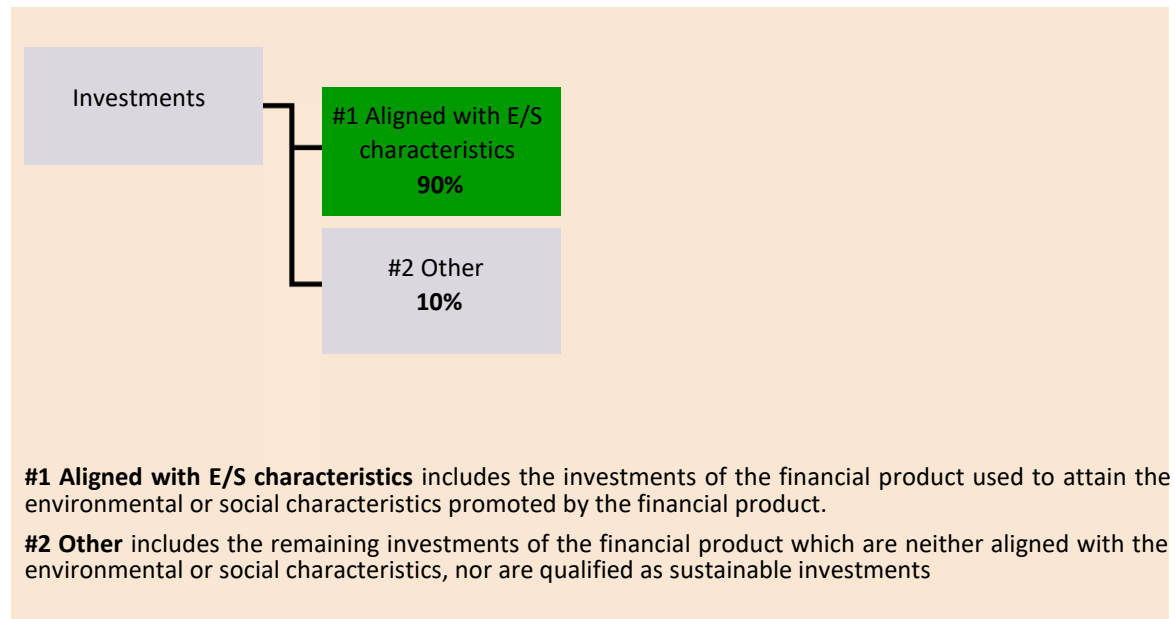 Investments
#1 Aligned with E/S
characteristics
90%
#2 Other
10%
#1 Aligned with E/S characteristics includes the investments of the financial product used to attain the
environmental or social characteristics promoted by the financial product.
#2 Other includes the remaining investments of the financial product which are neither aligned with the
environmental or social characteristics, nor are qualified as sustainable investments